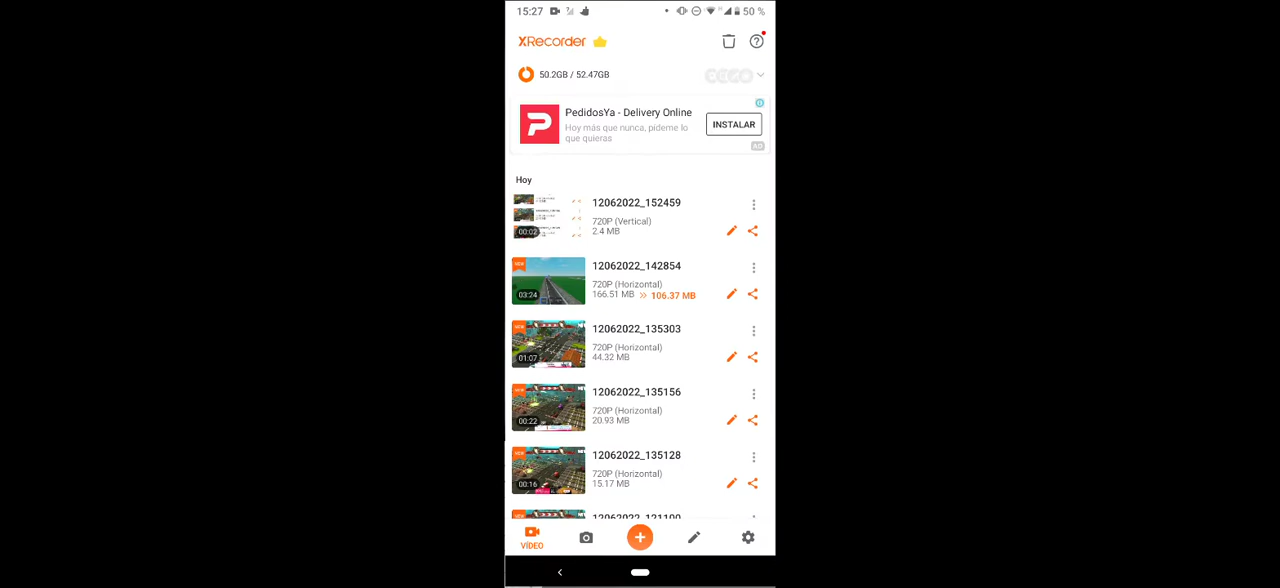 15:27
50 %
XRecorder
50.2GB / 52.47GB
PedidosYa - Delivery Online
Hoy más que nunca, pídeme lo
que quieras
INSTALAR
AD
Hoy
12062022_152459
720P (Vertical)
2.4 MB
00:02
NEW
12062022_142854
720P (Horizontal)
166.51 MB » 106.37 MB
03:24
NEW
12062022_135303
720P (Horizontal)
44.32 MB
01:07
NEW
12062022_135156
720P (Horizontal)
20.93 MB
00:22
NEW
12062022_135128
720P (Horizontal)
15.17 MB
00:16
NEW
12062022_121100
VÍDEO